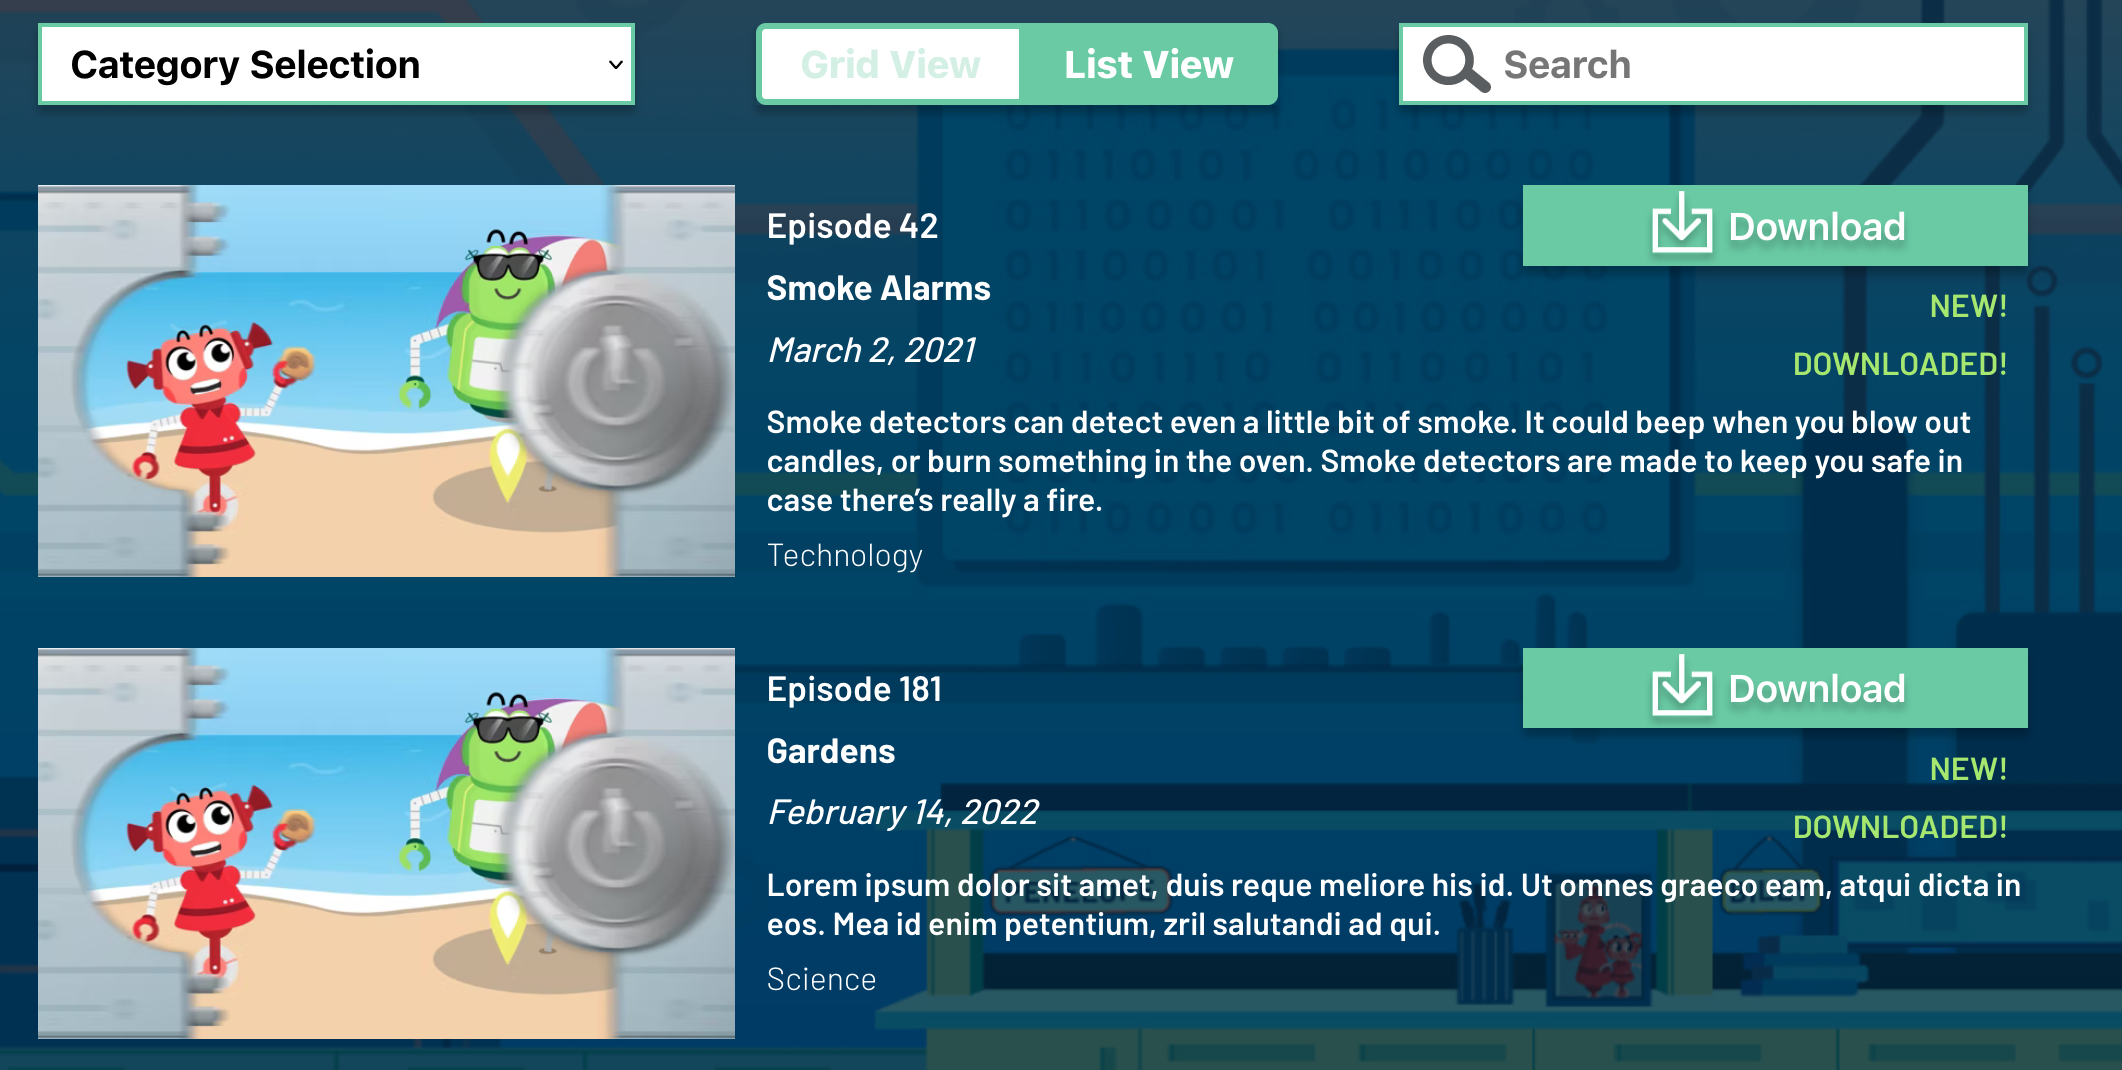 Category Selection
Grid View
List View
Search
Episode 42
Smoke Alarms
March 2, 2021
Download
NEW!
DOWNLOADED!
Smoke detectors can detect even a little bit of smoke. It could beep when you blow out
candles, or burn something in the oven. Smoke detectors are made to keep you safe in
case there’s really a fire.
Technology
Episode 181
Gardens
February 14, 2022
Download
NEW!
DOWNLOADED!
Lorem ipsum dolor sit amet, duis reque meliore his id. Ut omnes graeco eam, atqui dicta in
eos. Mea id enim petentium, zril salutandi ad qui.
Science